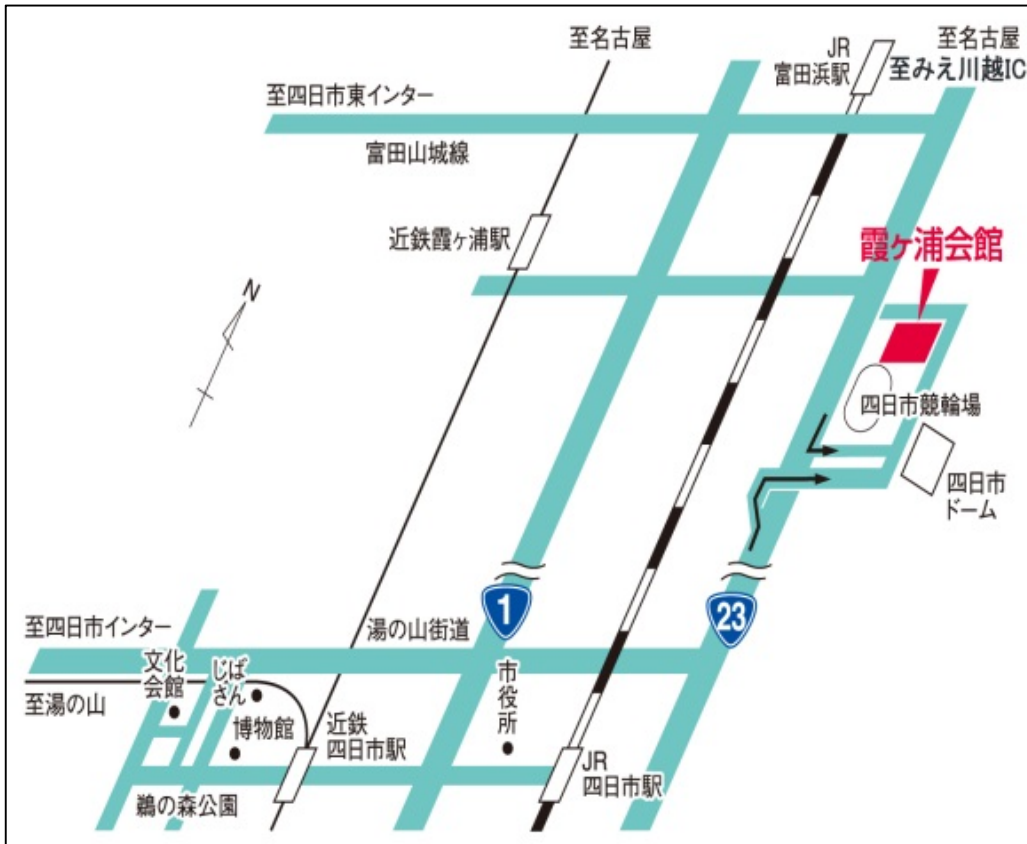 至名古屋
JR
富田浜駅
至名古屋
至みえ川越IC
至四日市東インター
富田山城線
近鉄霞ヶ浦駅
霞ヶ浦会館
N
四日市競輪場
四日市
ドーム
1
23
至四日市インター
湯の山街道
文化
会館
じば
さん
市
役
所
至湯の山
博物館
近鉄
四日市駅
JR
四日市駅
鵜の森公園